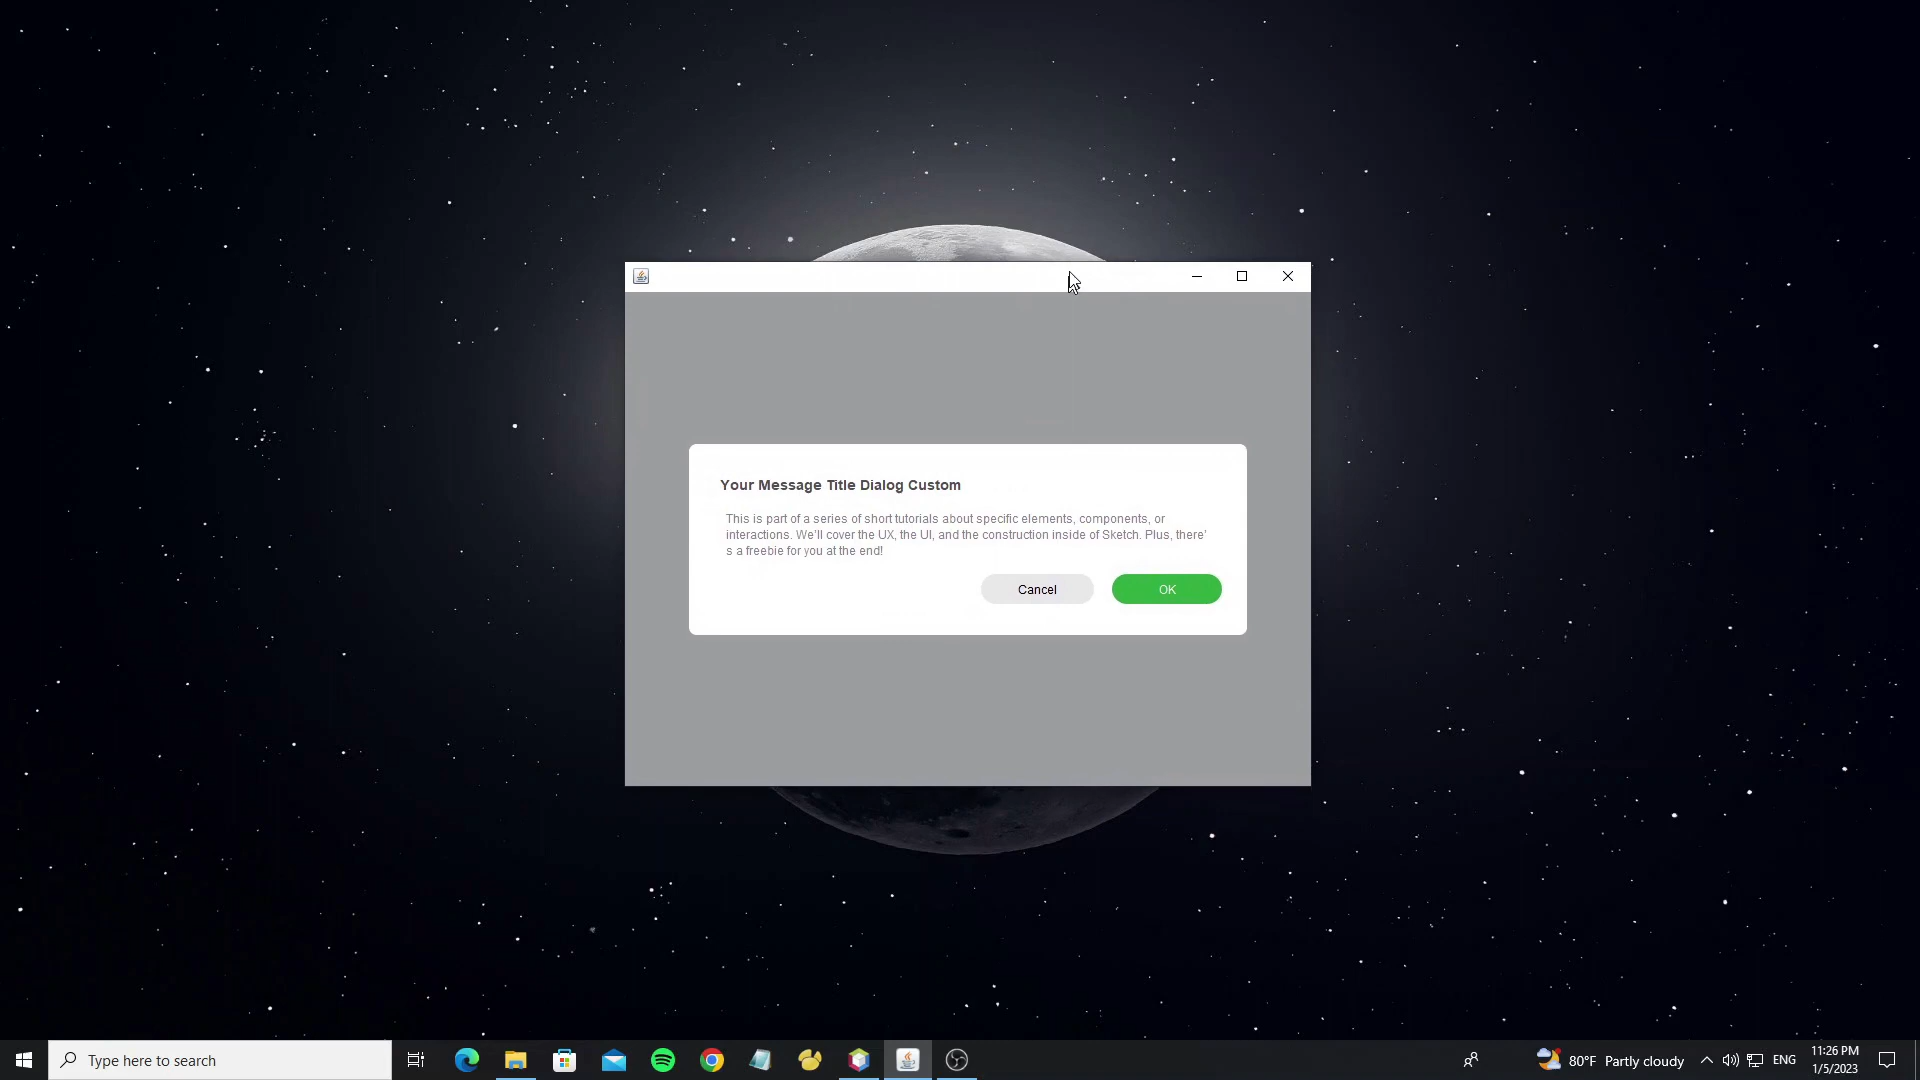 Your Message Title Dialog Custom
This is part of a series of short tutorials about specific elements, components, or
interactions. We'll cover the UX, the UI, and the construction inside of Sketch. Plus, there'
s a freebie for you at the end!
Cancel
OK
Type here to search
80°F Partly cloudy
ENG
11:26 PM
1/5/2023